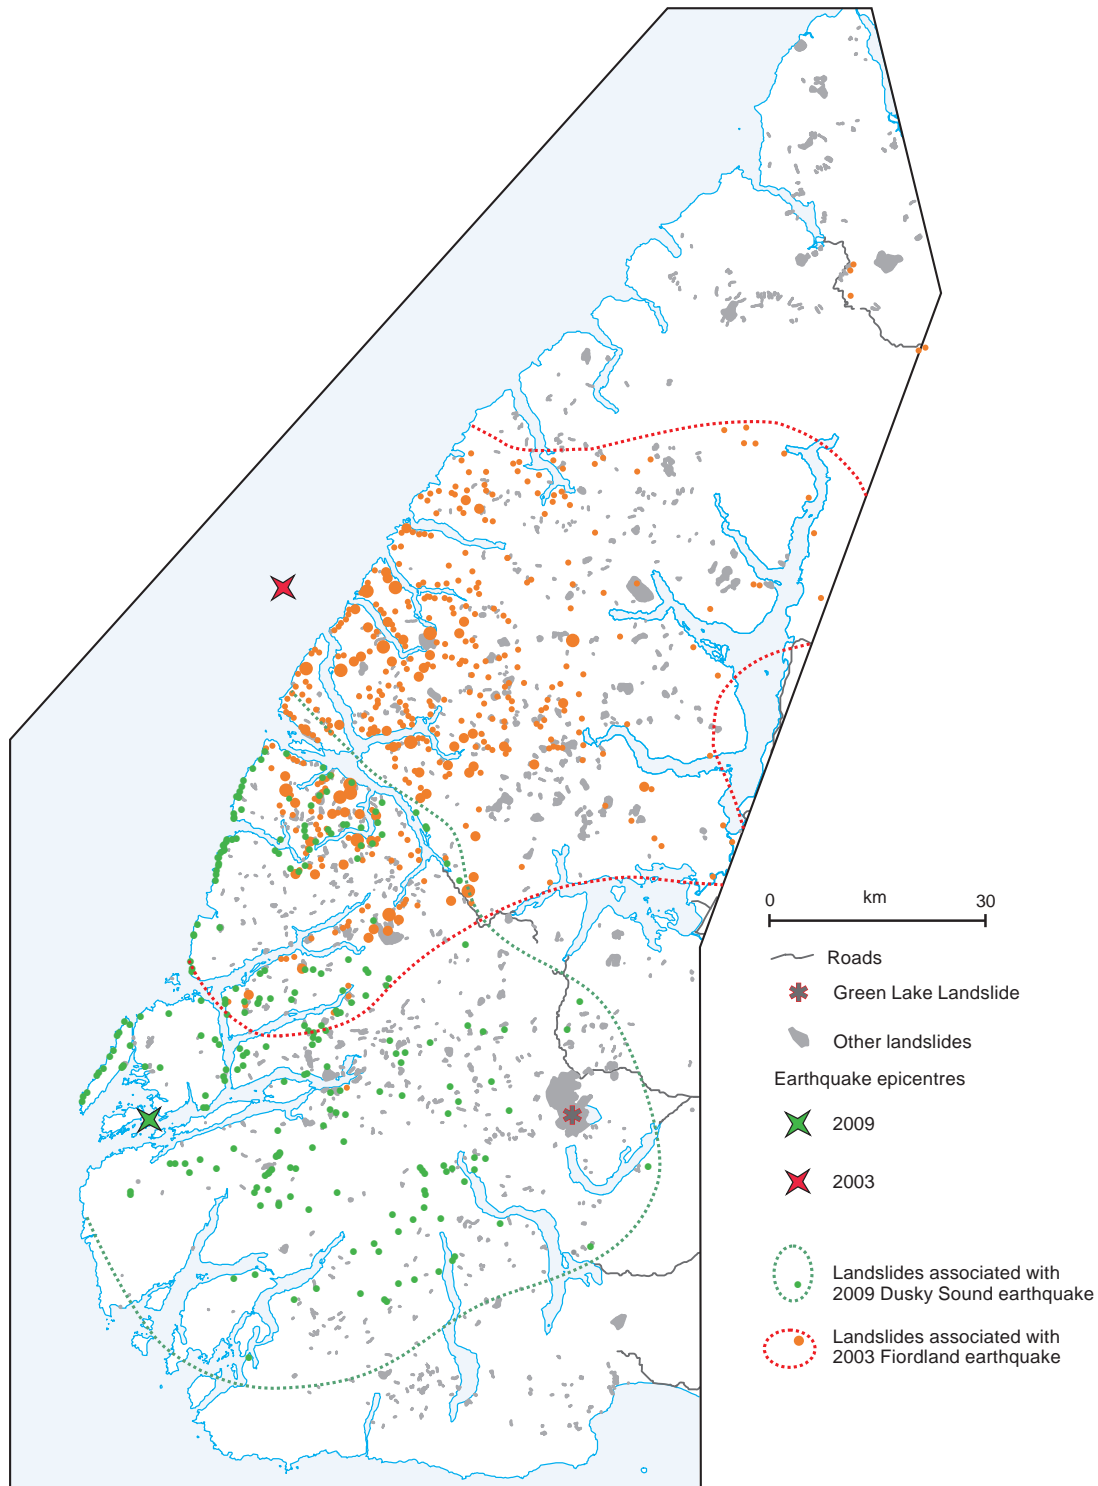 0
km
30
Roads
Green Lake Landslide
Other landslides
Earthquake epicentres
2009
2003
Landslides associated with
2009 Dusky Sound earthquake
Landslides associated with
2003 Fiordland earthquake